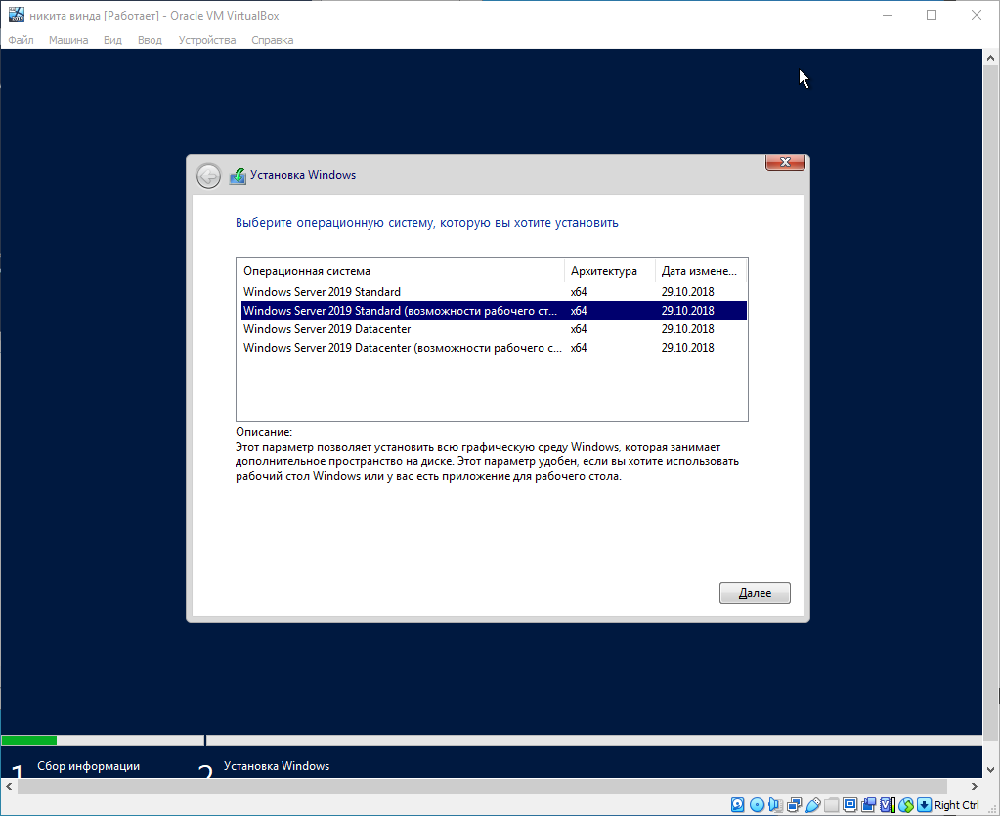 никита винда [Работает] - Oracle VM VirtualBox
Файл Машина Вид Ввод Устройства Справка
Установка Windows
Выберите операционную систему, которую вы хотите установить
Операционная система Архитектура Дата измене...
Windows Server 2019 Standard x64 29.10.2018
Windows Server 2019 Standard (возможности рабочего ст... x64 29.10.2018
Windows Server 2019 Datacenter x64 29.10.2018
Windows Server 2019 Datacenter (возможности рабочего с... x64 29.10.2018
Описание:
Этот параметр позволяет установить всю графическую среду Windows, которая занимает
дополнительное пространство на диске. Этот параметр удобен, если вы хотите использовать
рабочий стол Windows или у вас есть приложение для рабочего стола.
Далее
1 Сбор информации 2 Установка Windows
Right Ctrl